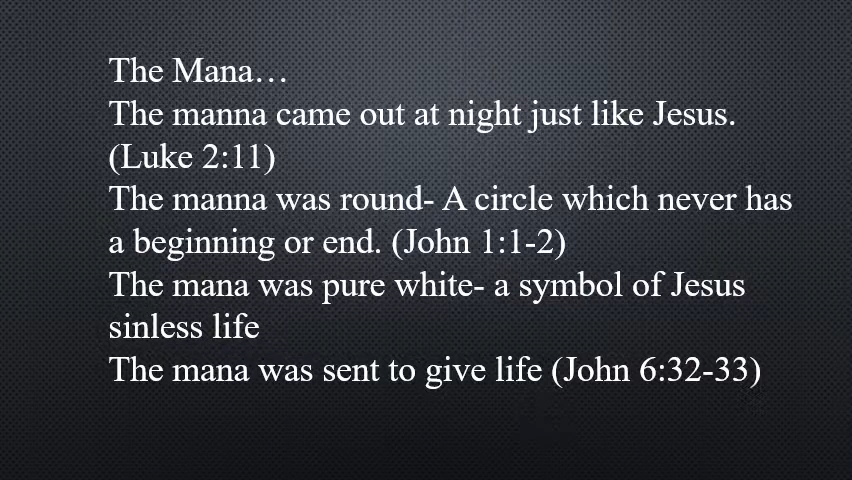 The Mana…
The manna came out at night just like Jesus.
(Luke 2:11)
The manna was round- A circle which never has
a beginning or end. (John 1:1-2)
The mana was pure white- a symbol of Jesus
sinless life
The mana was sent to give life (John 6:32-33)